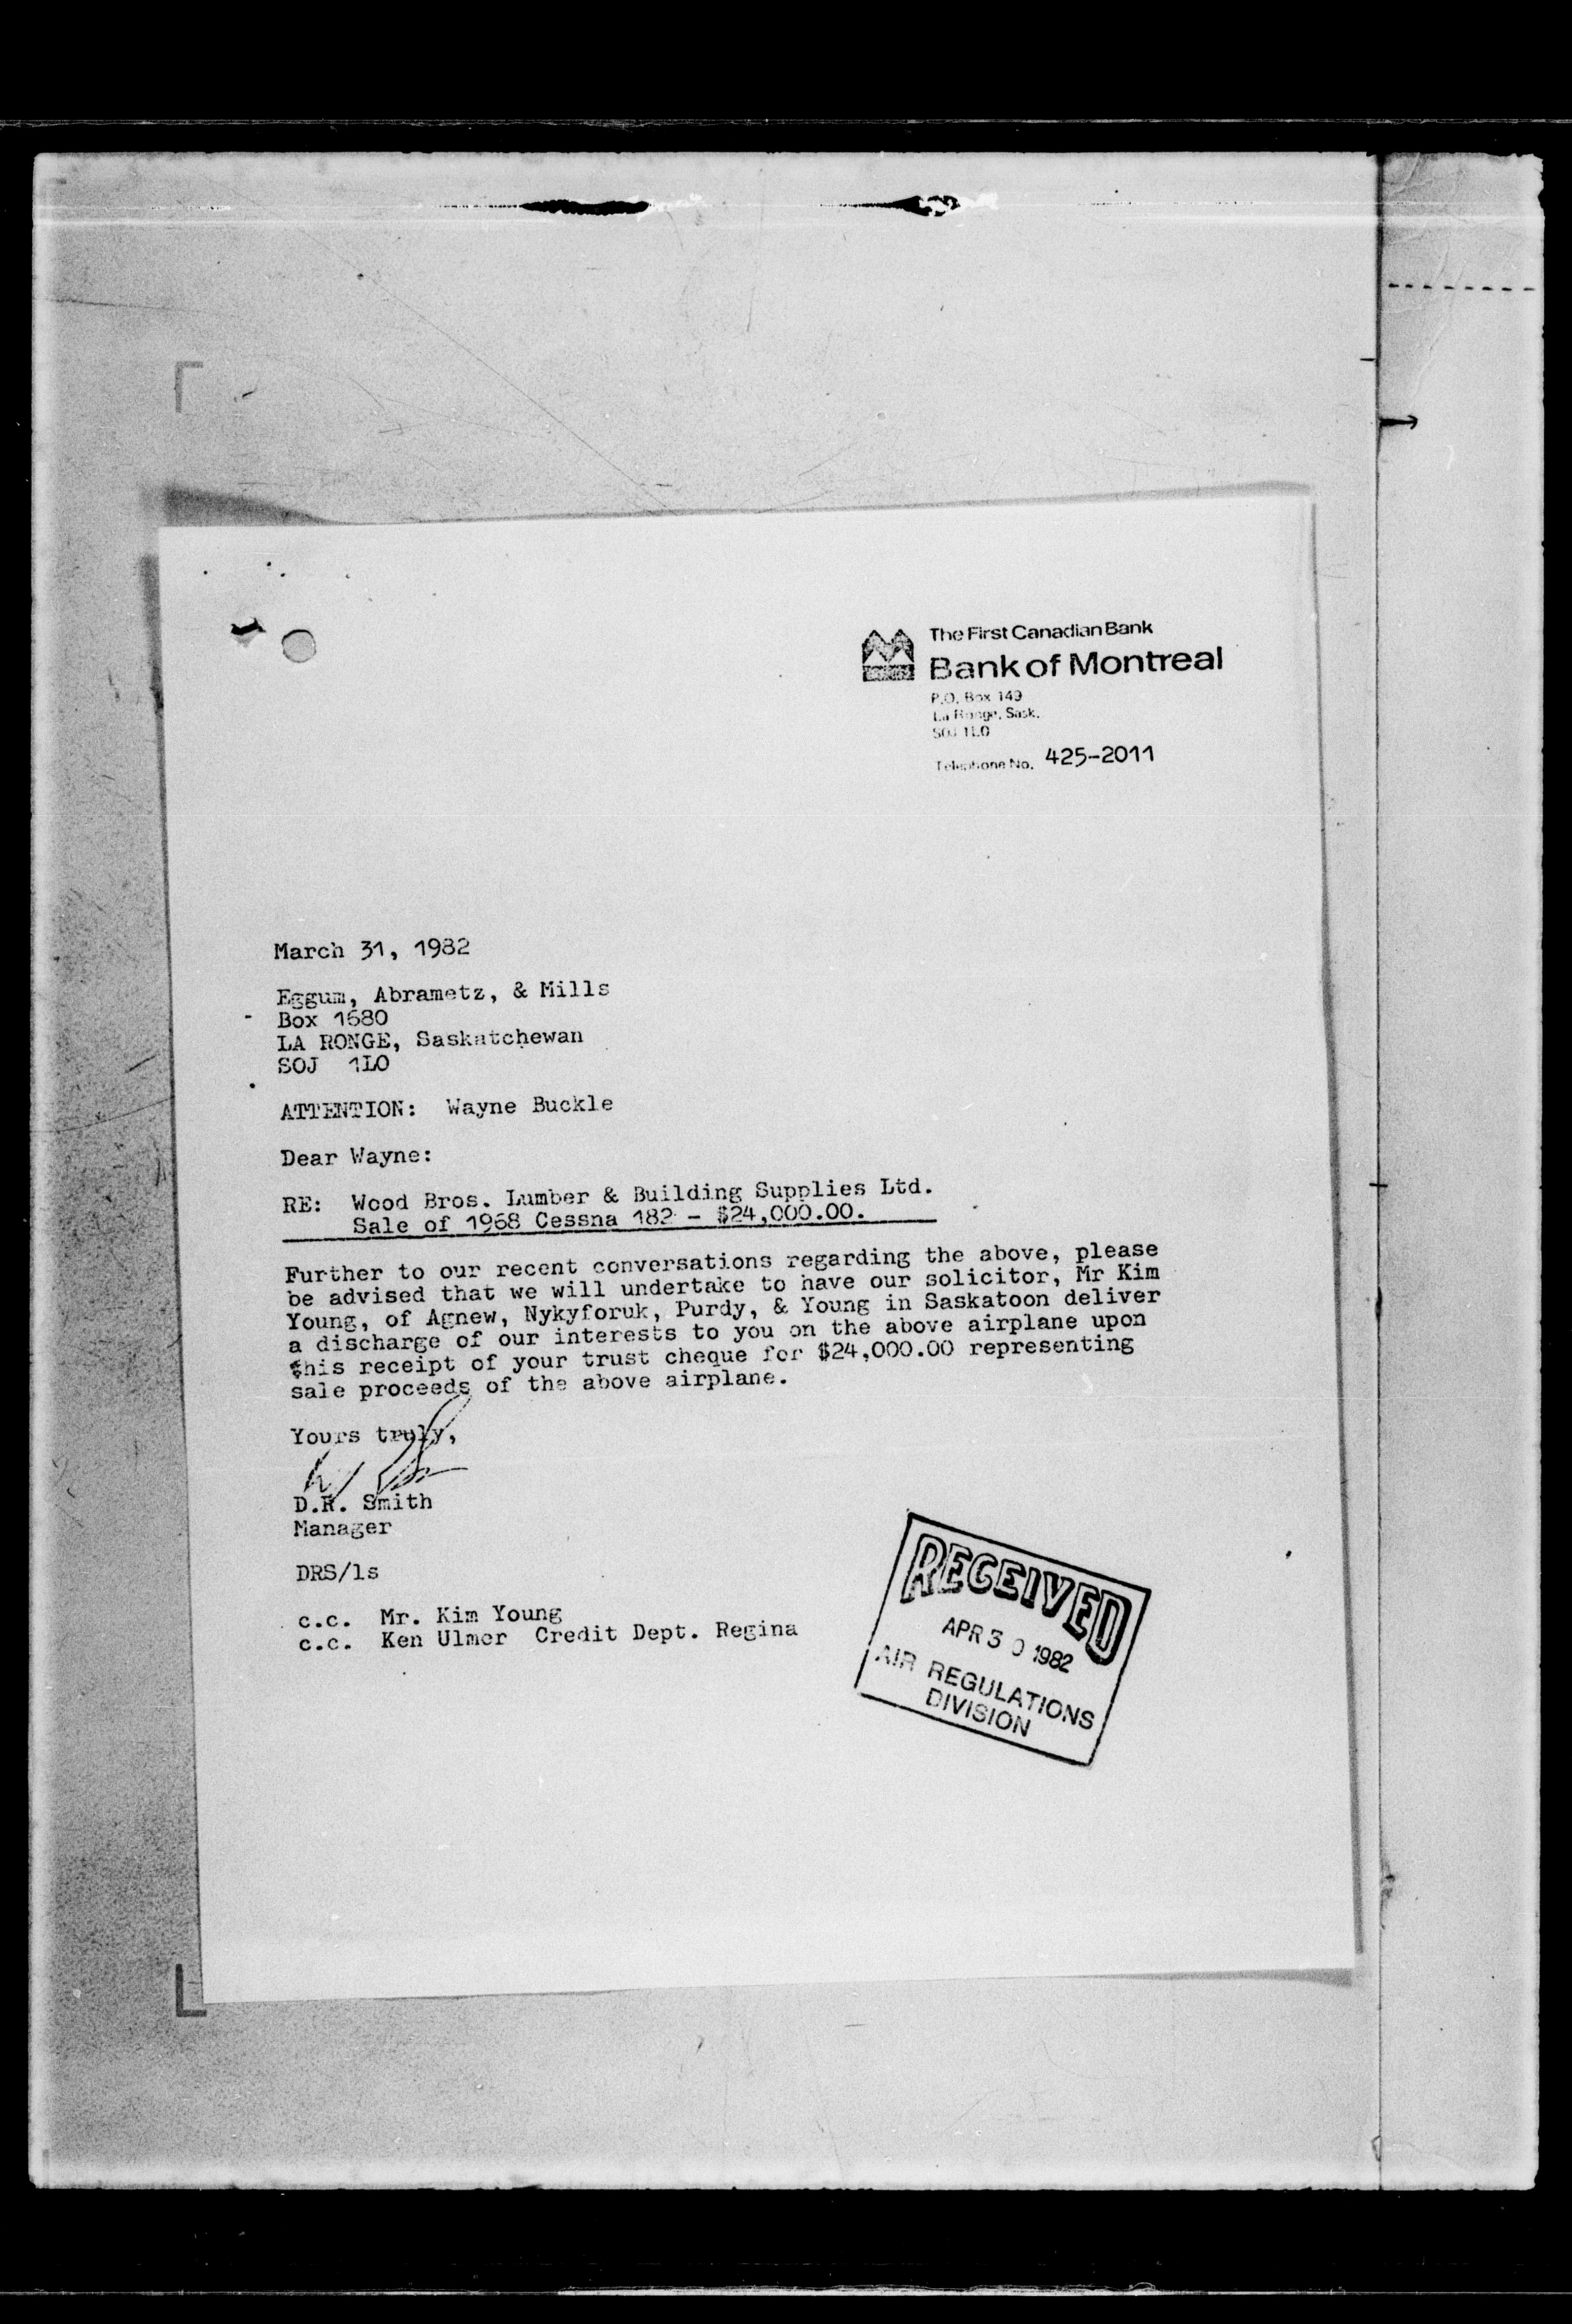 The First Canadian Bank
Bank of Montreal
P.O. Box 149
La Ronge, Sask.
S0J 1L0
Telephone No. 425-2011
March 31, 1982
Eggum, Abrametz, & Mills
Box 1680
LA RONGE, Saskatchewan
SOJ 1LO
ATTENTION: Wayne Buckle
Dear Wayne:
RE: Wood Bros. Lumber & Building Supplies Ltd.
Sale of 1968 Cessna 182 - $24,000.00.
Further to our recent conversations regarding the above, please
be advised that we will undertake to have our solicitor, Mr Kim
Young, of Agnew, Nykyforuk, Purdy, & Young in Saskatoon deliver
a discharge of our interests to you on the above airplane upon
this receipt of your trust cheque for $24,000.00 representing
sale proceeds of the above airplane.
Yours truly,
D.R. Smith
Manager
DRS/ls
c.c. Mr. Kim Young
c.c. Ken Ulmer Credit Dept. Regina
RECEIVED
APR 30 1982
AIR REGULATIONS
DIVISION